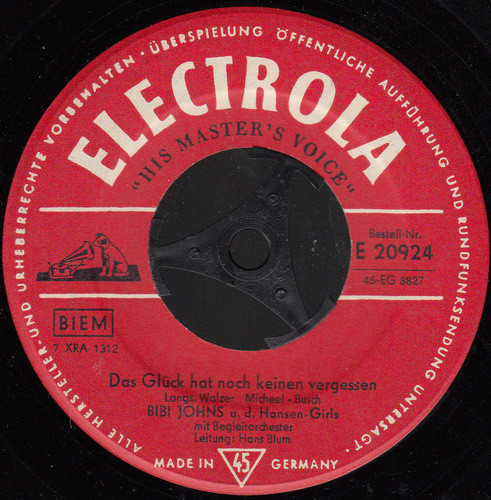 ALLE HERSTELLER- UND URHEBERRECHTE VORBEHALTEN · ÜBERSPIELUNG ÖFFENTLICHE AUFFÜHRUNG UND RUNDFUNKSENDUNG UNTERSAGT ·
ELECTROLA
"HIS MASTER'S VOICE"
Bestell-Nr.
E 20924
45-EG 8827
BIEM
7 XRA 1312
Das Glück hat noch keinen vergessen
Langs. Walzer Micheel - Busch
BIBI JOHNS u. d. Hansen-Girls
mit Begleitorchester
Leitung: Hans Blum
MADE IN 45 GERMANY